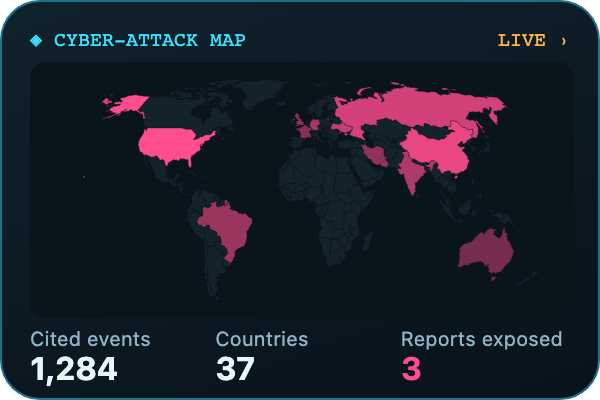 ◆ CYBER-ATTACK MAP
LIVE ›
Cited events
Countries
Reports exposed
1,284
37
3